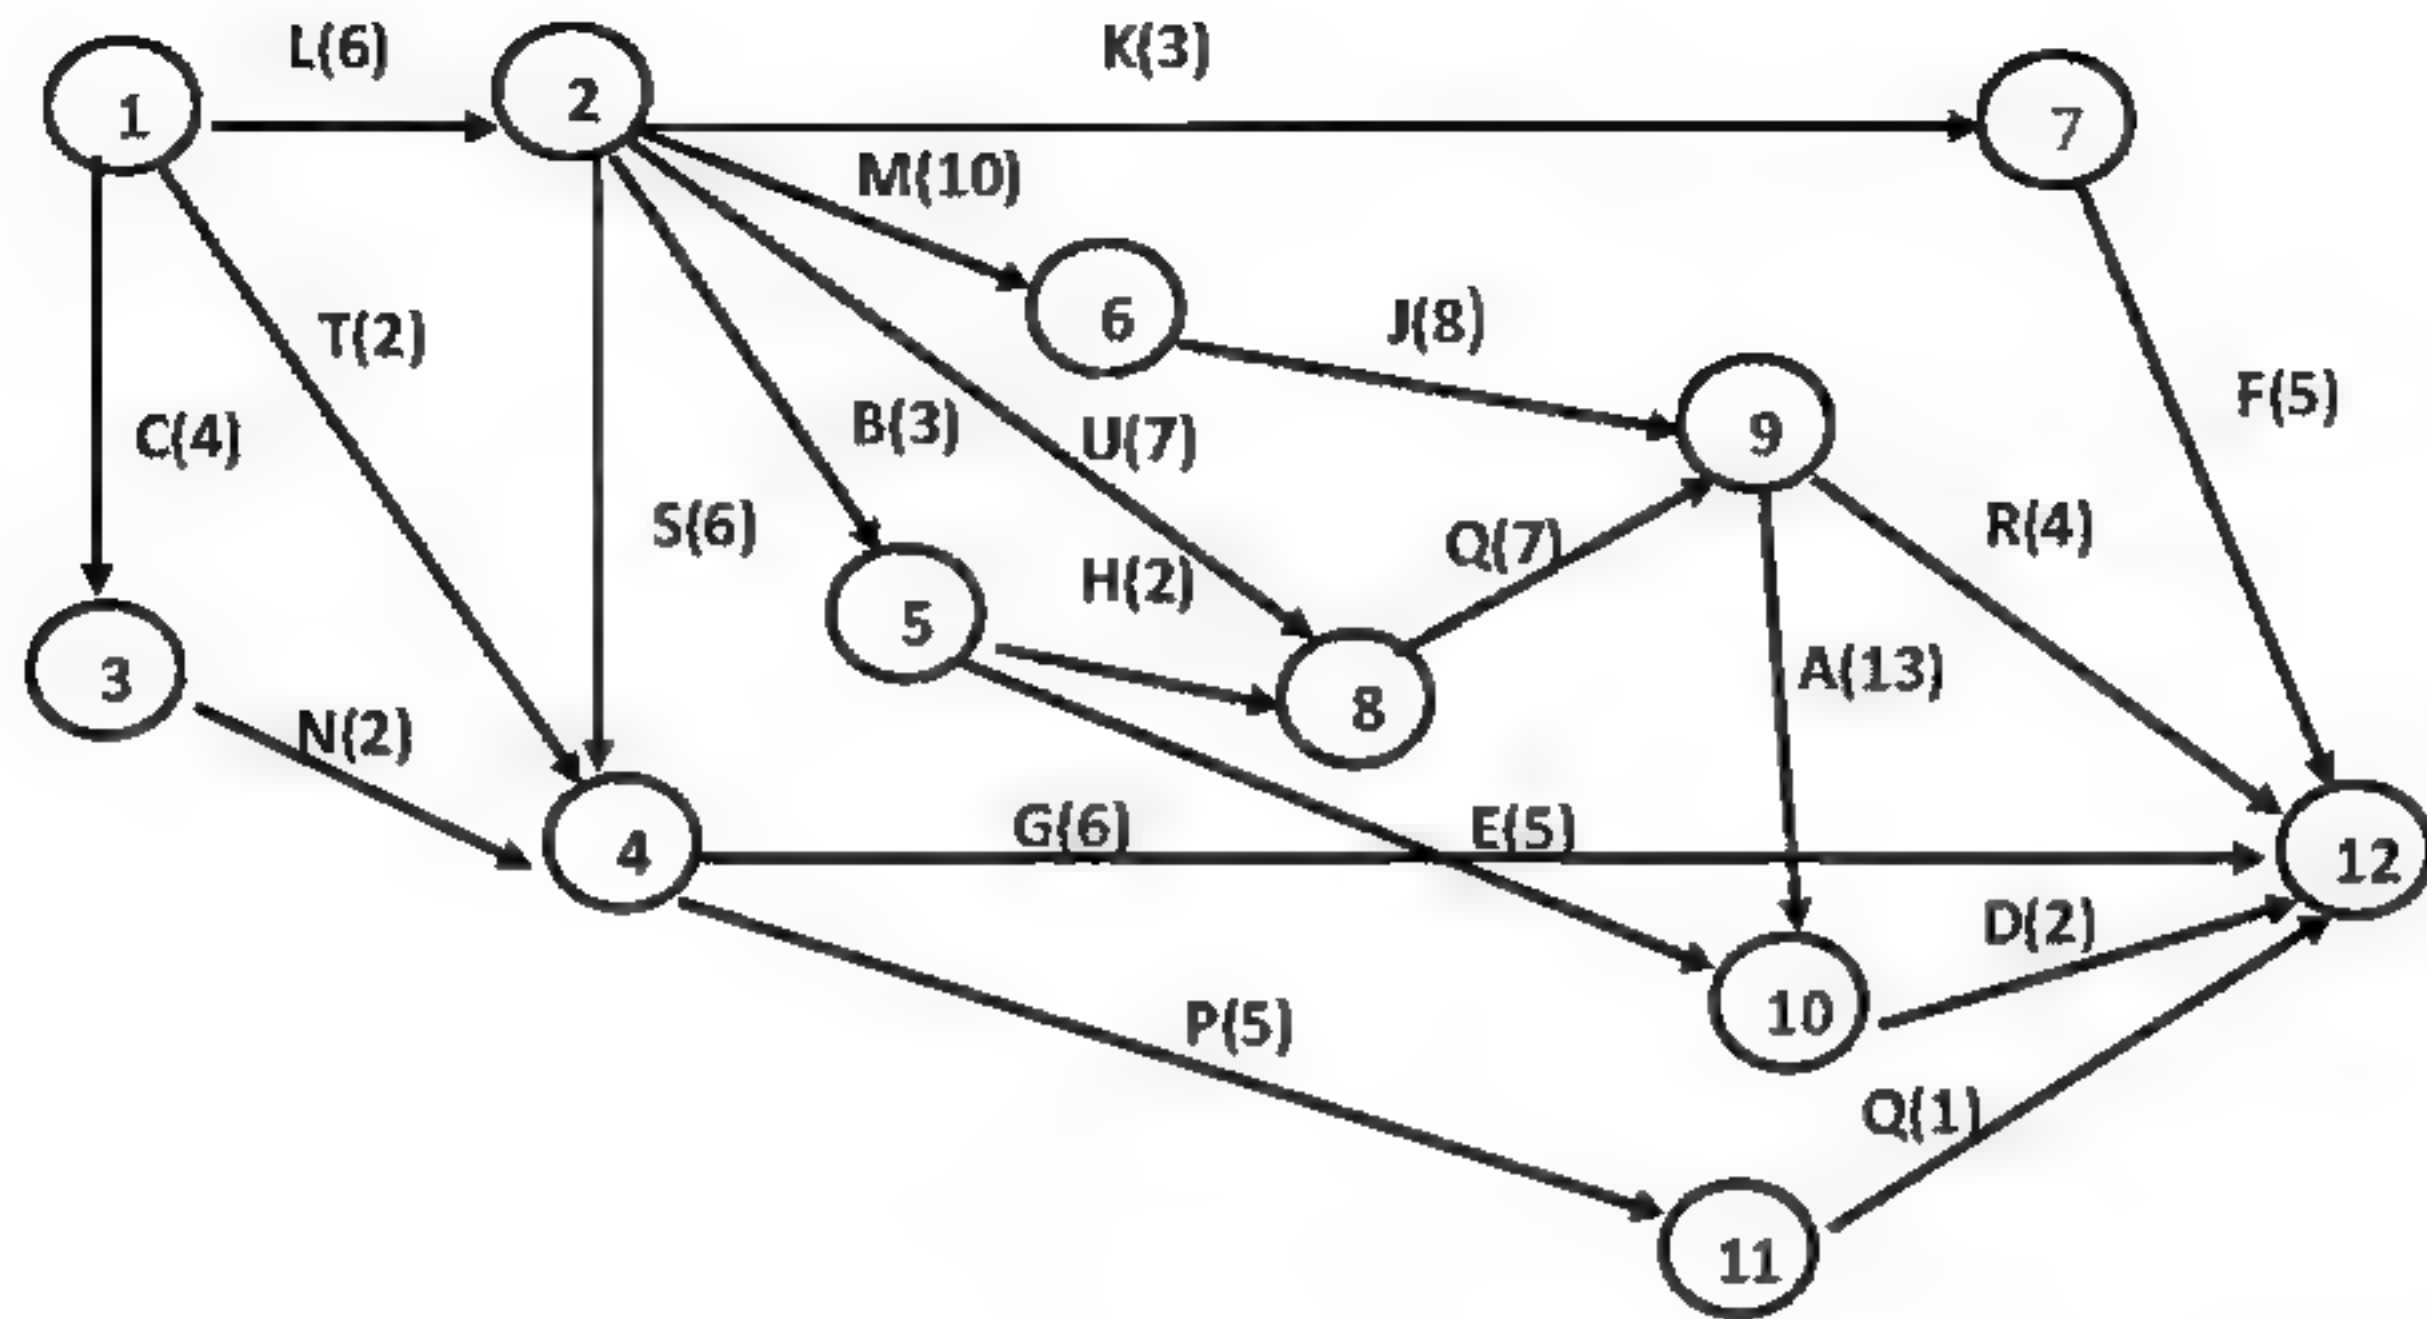 L(6)
K(3)
1
2
7
M(10)
6
J(8)
T(2)
C(4)
B(3)
U(7)
9
F(5)
S(6)
H(2)
Q(7)
R(4)
5
3
8
A(13)
N(2)
4
G(6)
E(5)
12
D(2)
10
P(5)
Q(1)
11